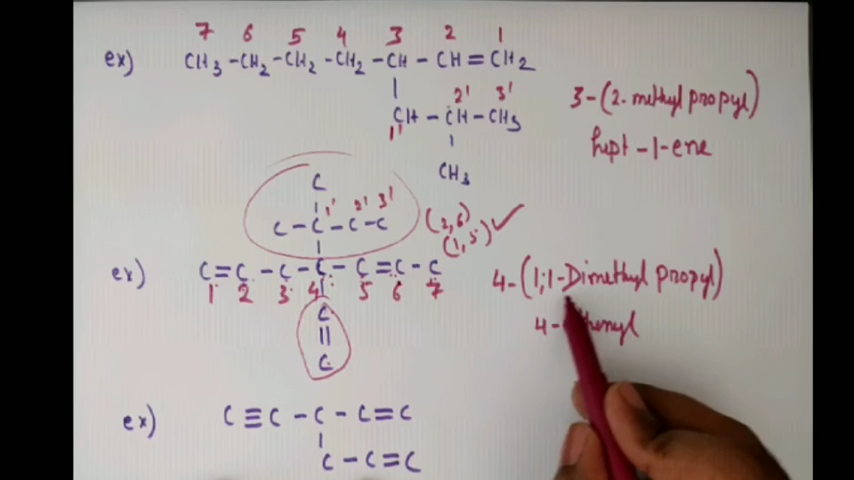 7 6 5 4 3 2 1
ex) CH3 - CH2 - CH2 - CH2 - CH - CH = CH2
2' 3'
CH - CH - CH3
1'
CH3
3-(2-methyl propyl)
hept-1-ene
C
1' 2' 3'
C - C - C - C
(2,6)
(1,5)
ex) C = C - C - C - C = C - C
1 2 3 4 5 6 7
C
||
C
4-(1,1-Dimethyl propyl)
4-
ex) C ≡ C - C - C = C
C - C = C